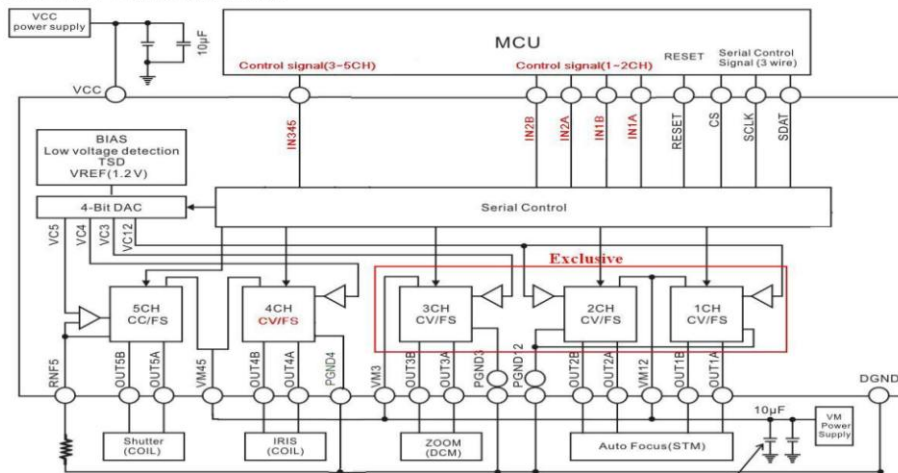 VCC
power supply
10μF
MCU
Control signal(3~5CH)
Control signal(1~2CH)
RESET
Serial Control
Signal (3 wire)
VCC
IN345
IN2B
IN2A
IN1B
IN1A
RESET
CS
SCLK
SDAT
BIAS
Low voltage detection
TSD
VREF(1.2V)
4-Bit DAC
Serial Control
VC5
VC4
VC3
VC12
Exclusive
5CH
CC/FS
4CH
CV/FS
3CH
CV/FS
2CH
CV/FS
1CH
CV/FS
RNF5
OUT5B
OUT5A
VM45
OUT4B
OUT4A
PGND4
VM3
OUT3B
OUT3A
PGND3
PGND12
OUT2B
OUT2A
VM12
OUT1B
OUT1A
DGND
Shutter
(COIL)
IRIS
(COIL)
ZOOM
(DCM)
Auto Focus(STM)
10μF
VM
Power
Supply